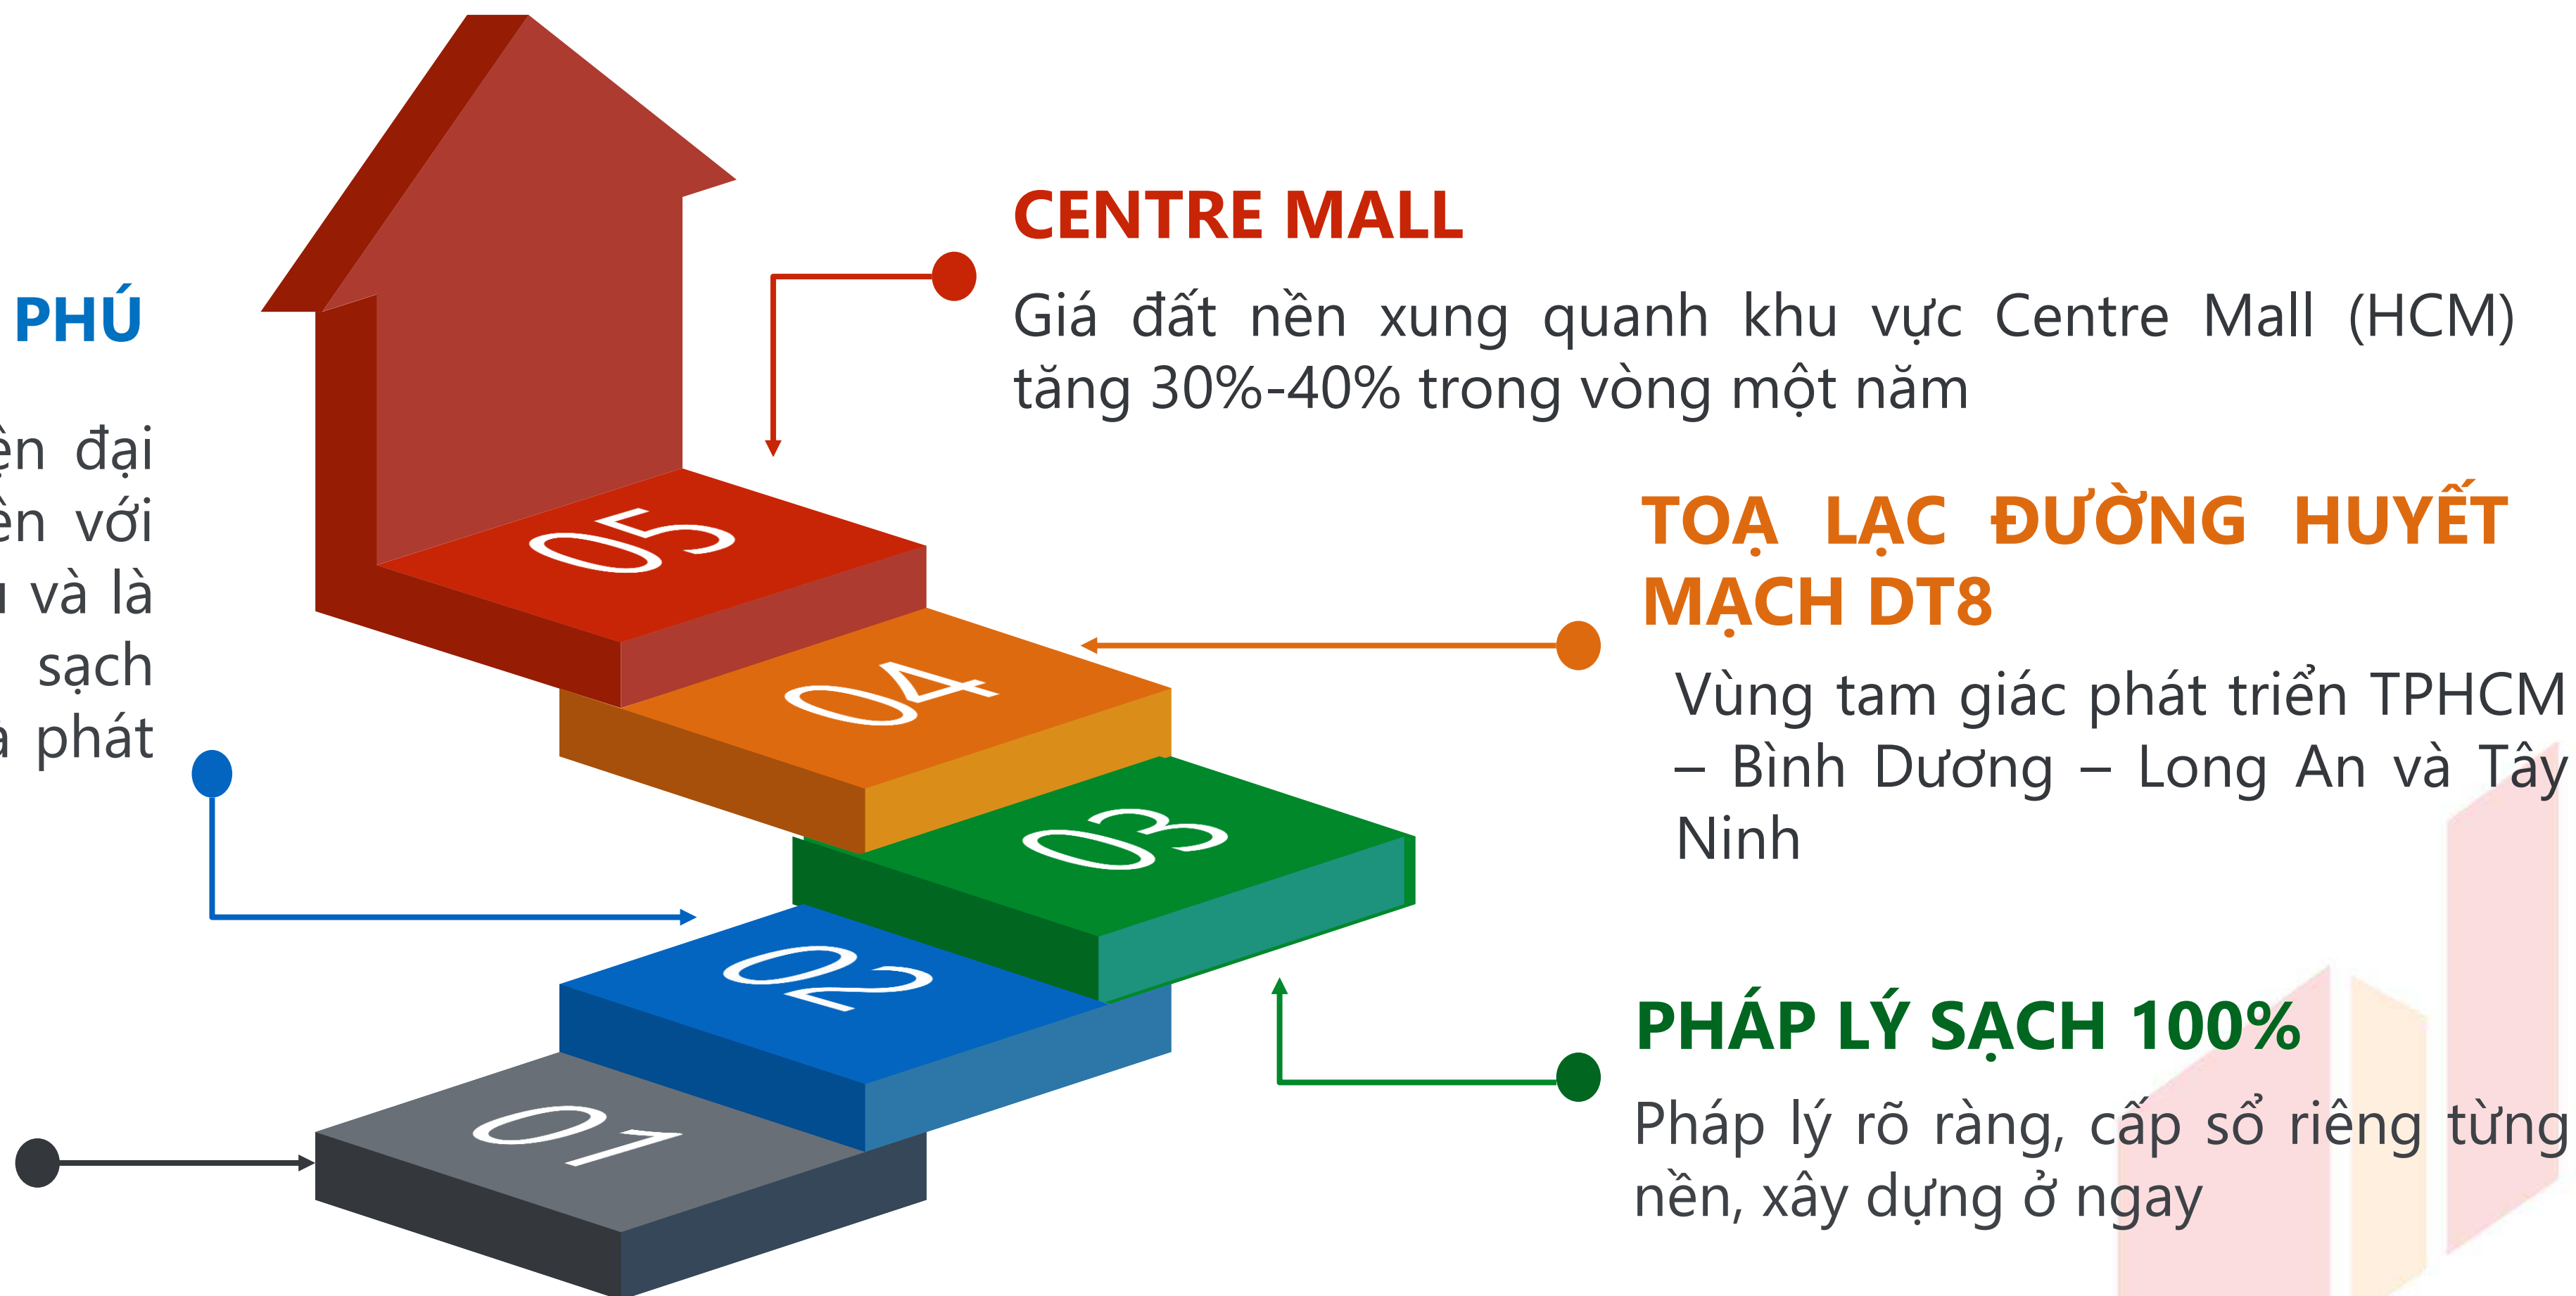 CENTRE MALL
Giá đất nền xung quanh khu vực Centre Mall (HCM)
tăng 30%-40% trong vòng một năm
PHÚ
đại
với
và là
sạch
phát
TOẠ LẠC ĐƯỜNG HUYẾT
MẠCH DT8
Vùng tam giác phát triển TPHCM
– Bình Dương – Long An và Tây
Ninh
PHÁP LÝ SẠCH 100%
Pháp lý rõ ràng, cấp sổ riêng từng
nền, xây dựng ở ngay
05
04
03
02
01